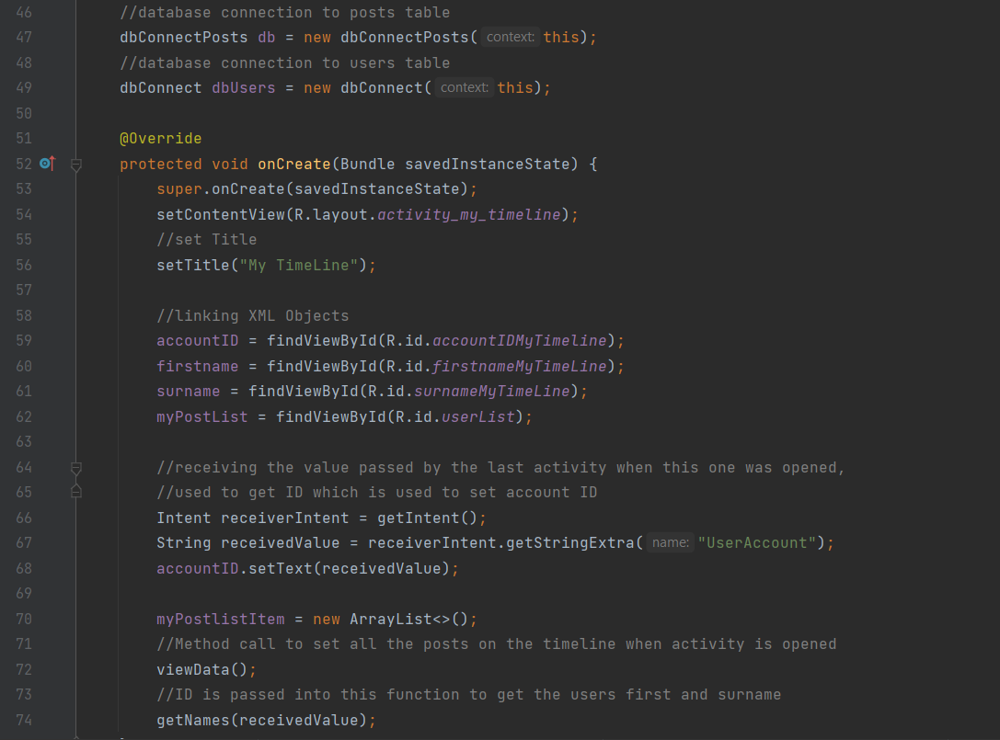 46 //database connection to posts table
47 dbConnectPosts db = new dbConnectPosts( context: this);
48 //database connection to users table
49 dbConnect dbUsers = new dbConnect( context: this);
50
51 @Override
52 protected void onCreate(Bundle savedInstanceState) {
53 super.onCreate(savedInstanceState);
54 setContentView(R.layout.activity_my_timeline);
55 //set Title
56 setTitle("My TimeLine");
57
58 //linking XML Objects
59 accountID = findViewById(R.id.accountIDMyTimeline);
60 firstname = findViewById(R.id.firstnameMyTimeLine);
61 surname = findViewById(R.id.surnameMyTimeLine);
62 myPostList = findViewById(R.id.userList);
63
64 //receiving the value passed by the last activity when this one was opened,
65 //used to get ID which is used to set account ID
66 Intent receiverIntent = getIntent();
67 String receivedValue = receiverIntent.getStringExtra( name: "UserAccount");
68 accountID.setText(receivedValue);
69
70 myPostlistItem = new ArrayList<>();
71 //Method call to set all the posts on the timeline when activity is opened
72 viewData();
73 //ID is passed into this function to get the users first and surname
74 getNames(receivedValue);